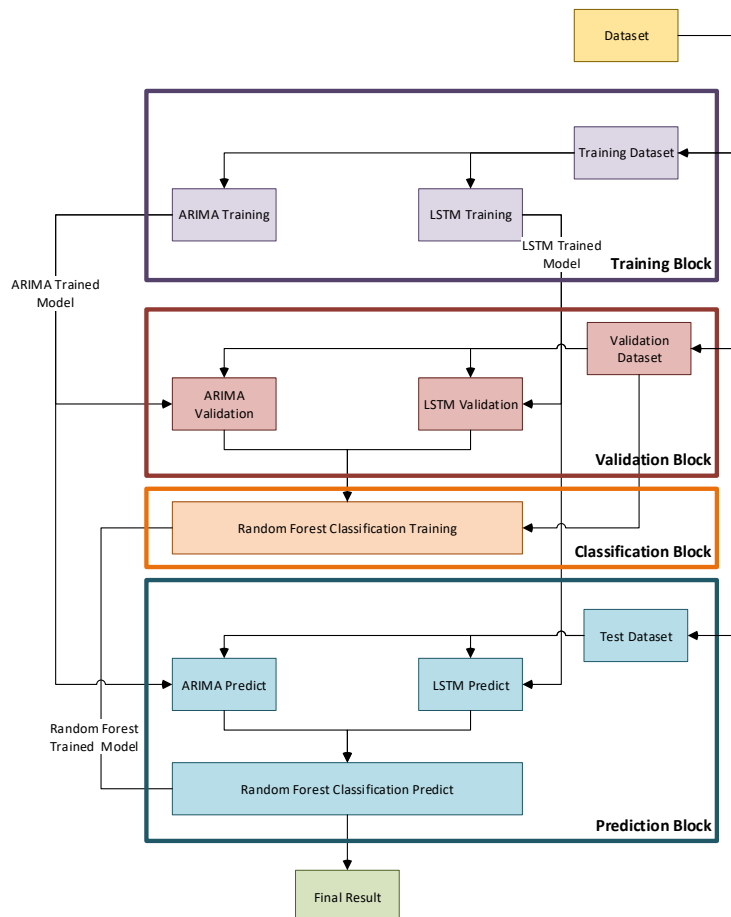 Dataset
Training Dataset
ARIMA Training
LSTM Training
LSTM Trained
Model
Training Block
ARIMA Trained
Model
Validation
Dataset
ARIMA
Validation
LSTM Validation
Validation Block
Random Forest Classification Training
Classification Block
Test Dataset
ARIMA Predict
LSTM Predict
Random Forest
Trained Model
Random Forest Classification Predict
Prediction Block
Final Result